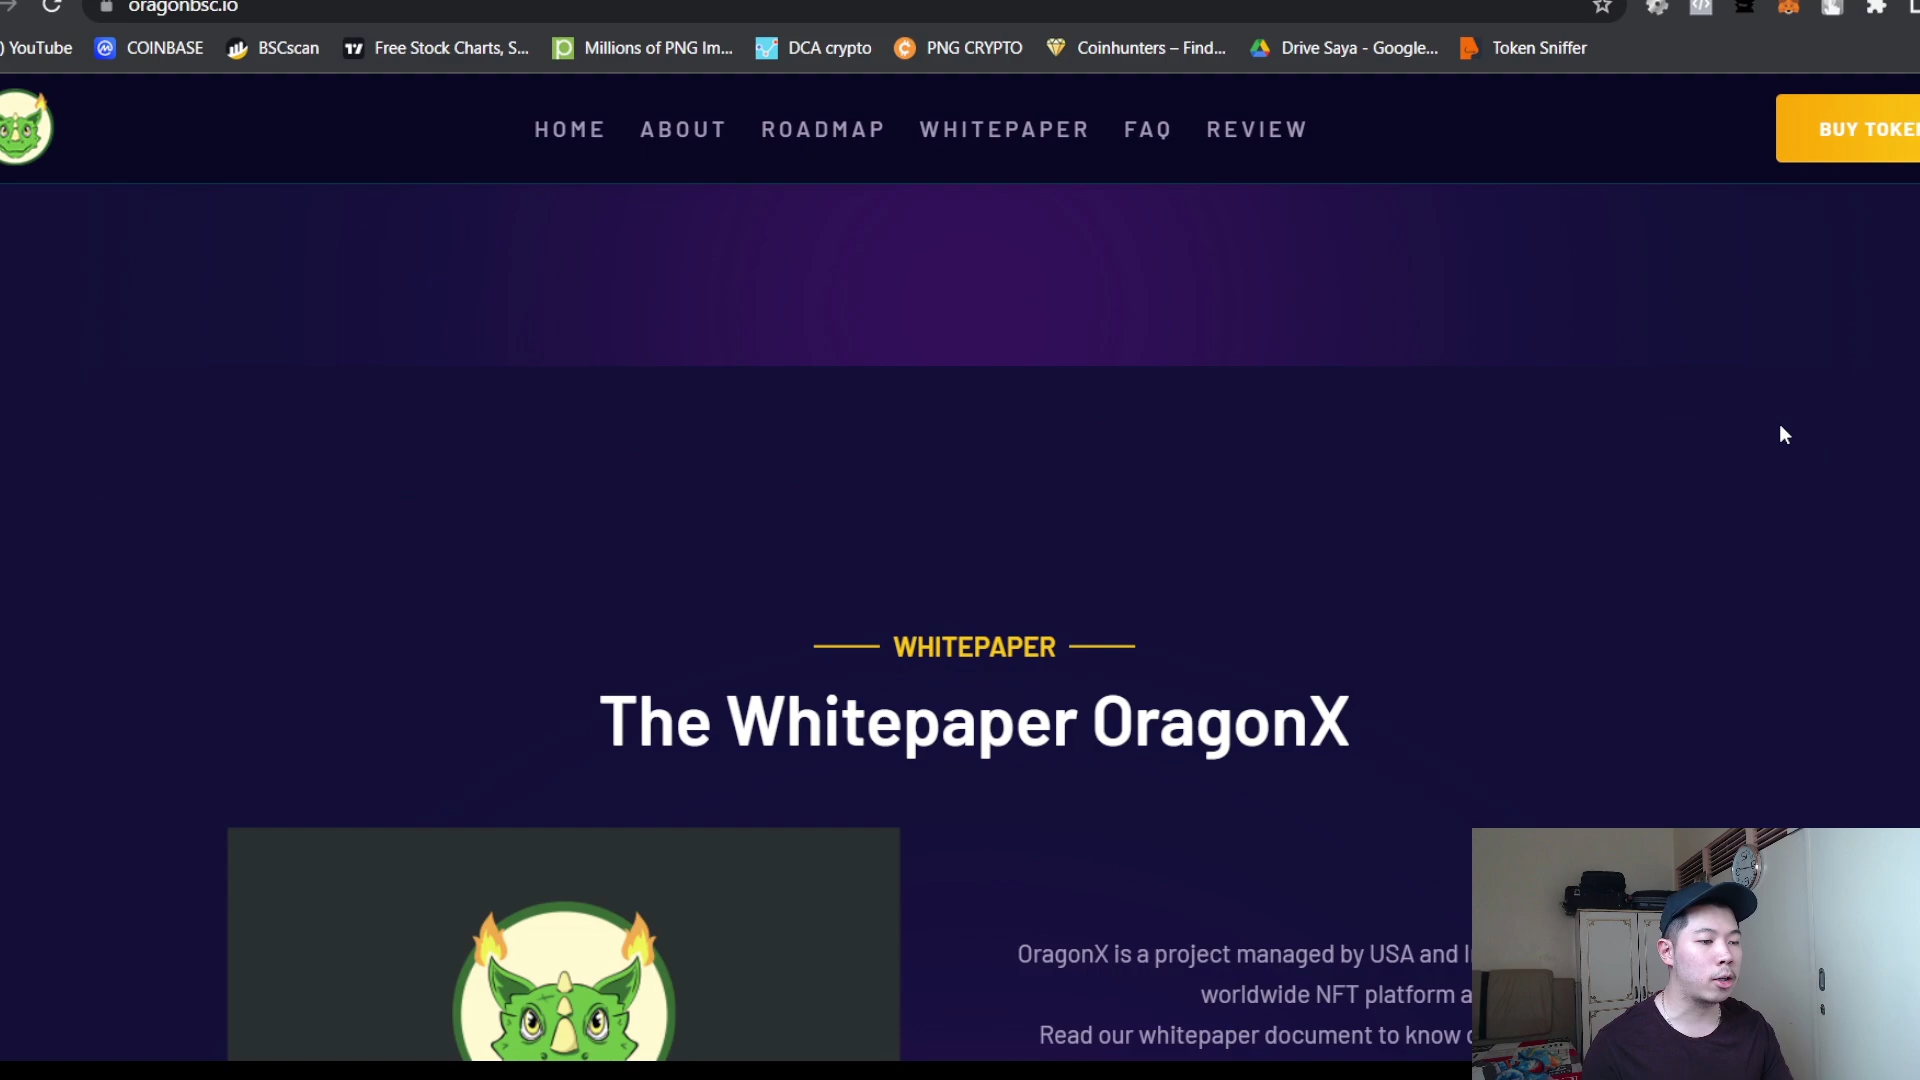 oragonbsc.io
) YouTube COINBASE BSCscan Free Stock Charts, S... Millions of PNG Im... DCA crypto PNG CRYPTO Coinhunters – Find... Drive Saya - Google... Token Sniffer
HOME ABOUT ROADMAP WHITEPAPER FAQ REVIEW BUY TOKE
WHITEPAPER
The Whitepaper OragonX
OragonX is a project managed by USA and I
worldwide NFT platform a
Read our whitepaper document to know